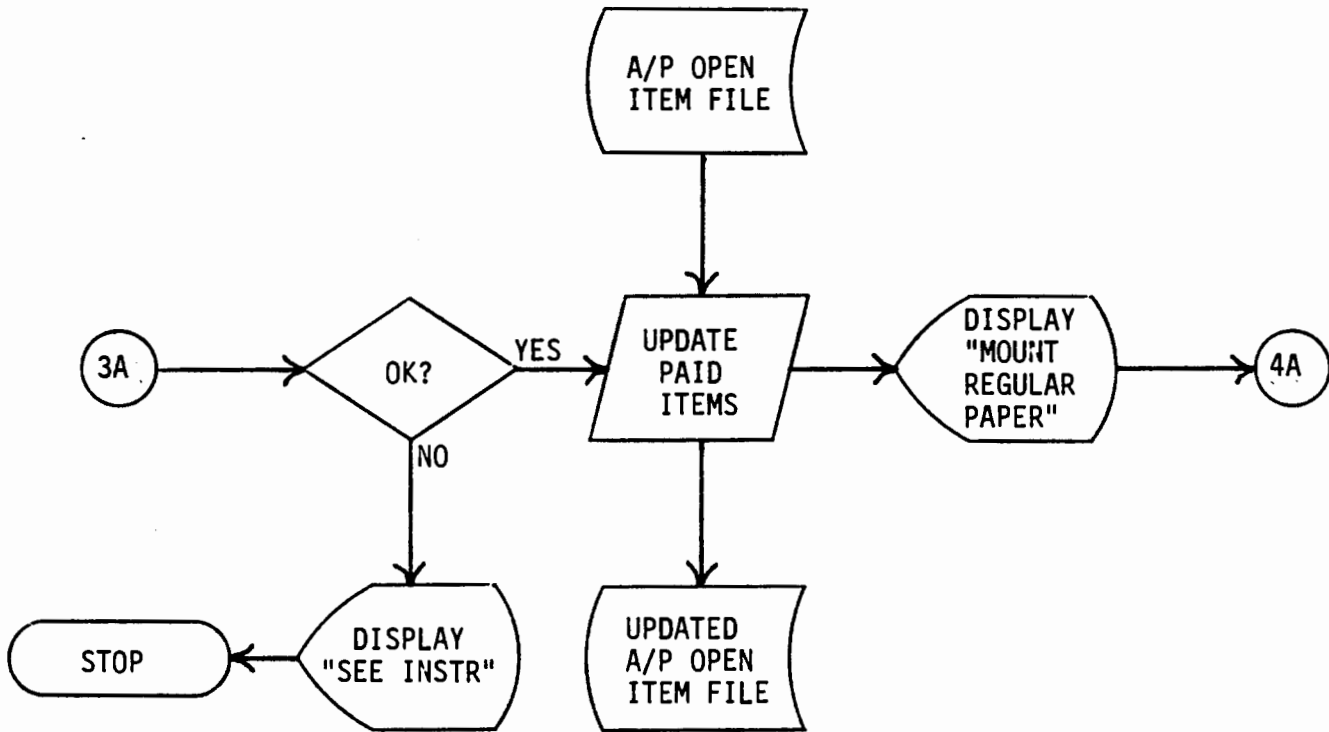 A/P OPEN
ITEM FILE
3A
OK?
YES
UPDATE
PAID
ITEMS
DISPLAY
"MOUNT
REGULAR
PAPER"
4A
NO
STOP
DISPLAY
"SEE INSTR"
UPDATED
A/P OPEN
ITEM FILE